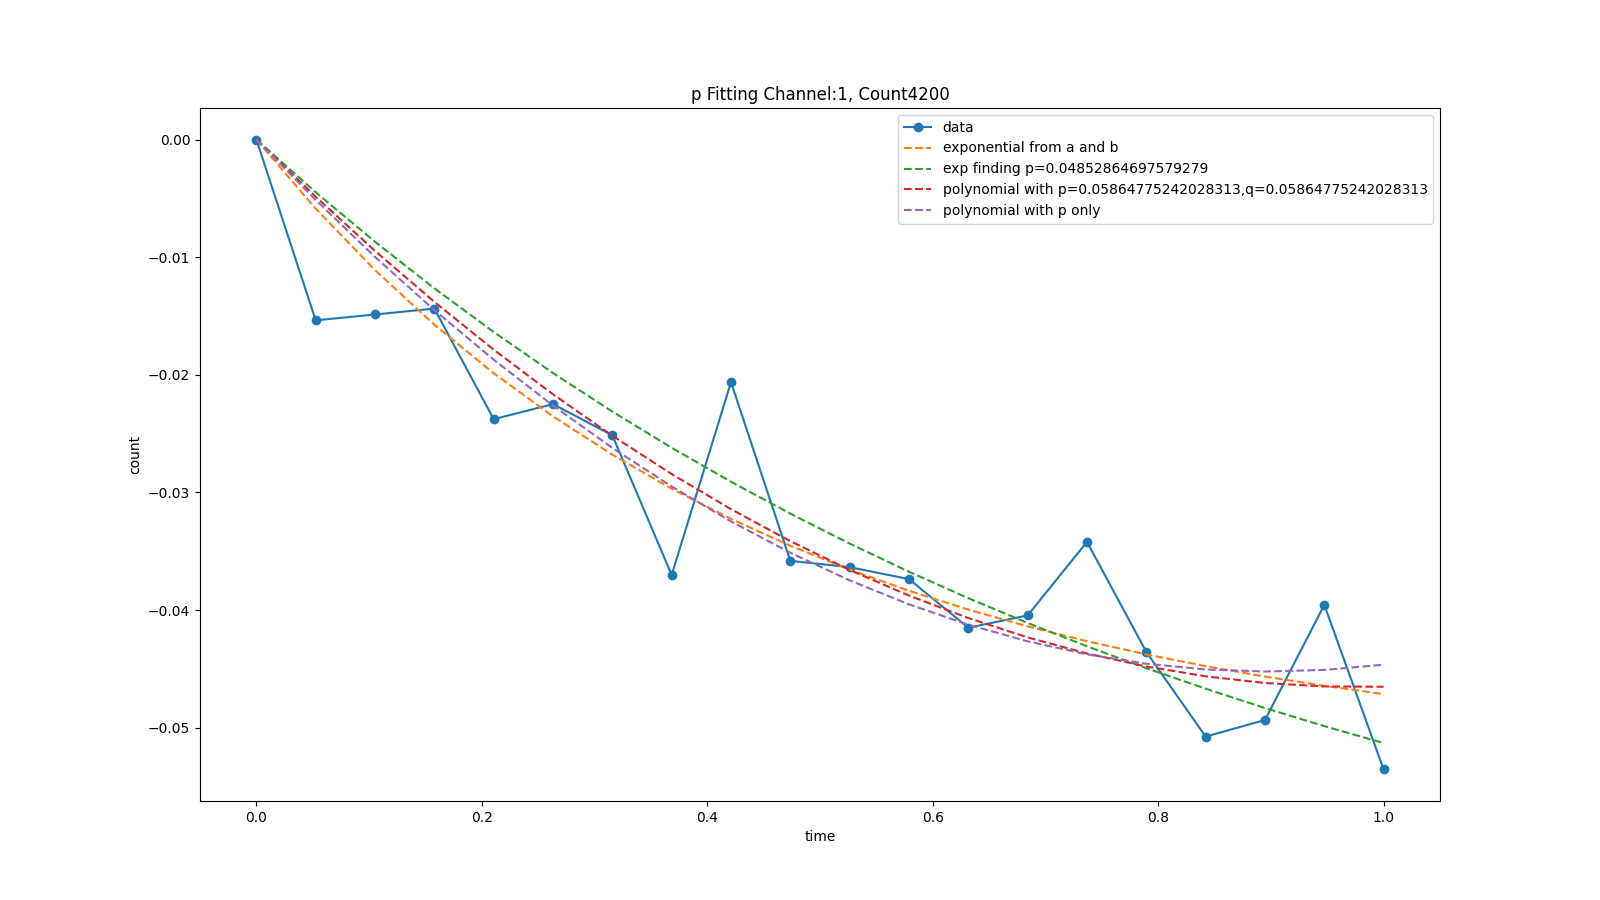 p Fitting Channel:1, Count4200
data
exponential from a and b
exp finding p=0.04852864697579279
polynomial with p=0.05864775242028313,q=0.05864775242028313
polynomial with p only
0.00
−0.01
−0.02
−0.03
−0.04
−0.05
count
0.0 0.2 0.4 0.6 0.8 1.0
time